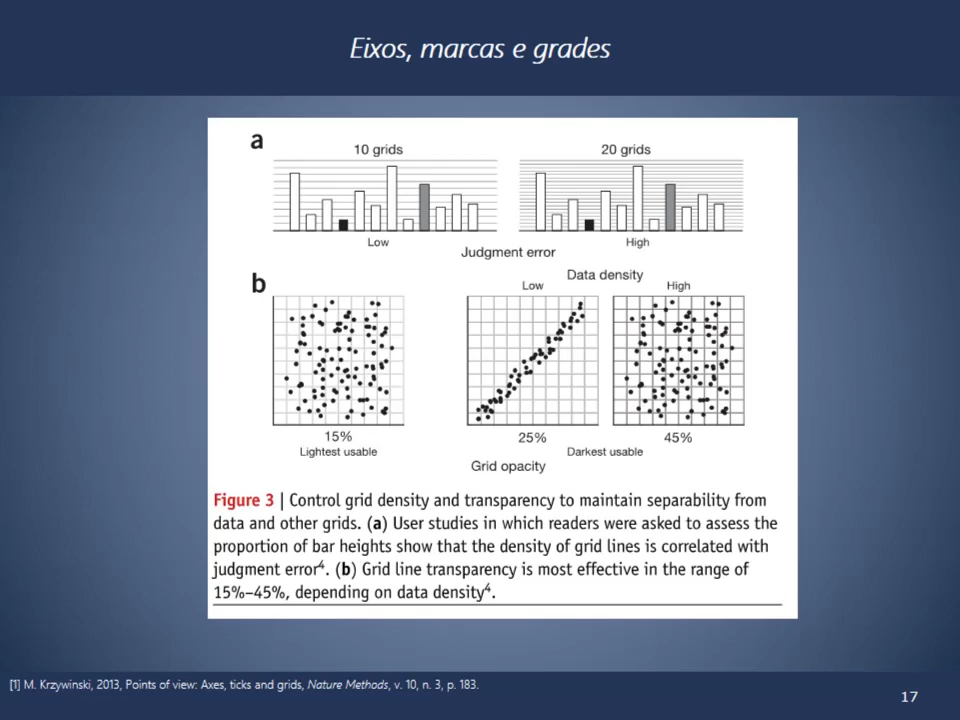 Eixos, marcas e grades
a
10 grids
20 grids
Low
High
Judgment error
b
Data density
Low
High
15%
25%
45%
Lightest usable
Darkest usable
Grid opacity
Figure 3 | Control grid density and transparency to maintain separability from
data and other grids. (a) User studies in which readers were asked to assess the
proportion of bar heights show that the density of grid lines is correlated with
judgment error4. (b) Grid line transparency is most effective in the range of
15%–45%, depending on data density4.
[1] M. Krzywinski, 2013, Points of view: Axes, ticks and grids, Nature Methods, v. 10, n. 3, p. 183.
17